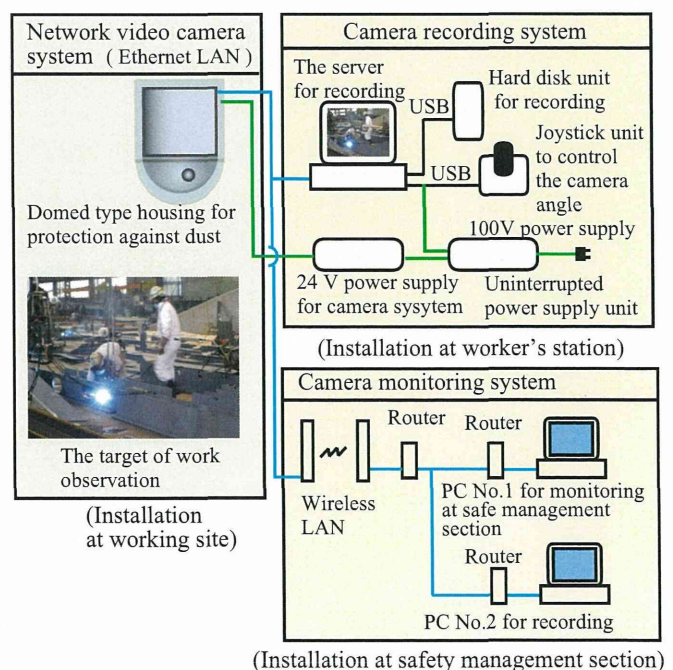 Network video camera
system ( Ethernet LAN )
Domed type housing for
protection against dust
The target of work
observation
(Installation
at working site)
Camera recording system
The server
for recording
USB
Hard disk unit
for recording
USB
Joystick unit
to control
the camera
angle
100V power supply
24 V power supply
for camera sysytem
Uninterrupted
power supply unit
(Installation at worker's station)
Camera monitoring system
Wireless
LAN
Router
Router
PC No.1 for monitoring
at safe management
section
Router
PC No.2 for recording
(Installation at safety management section)